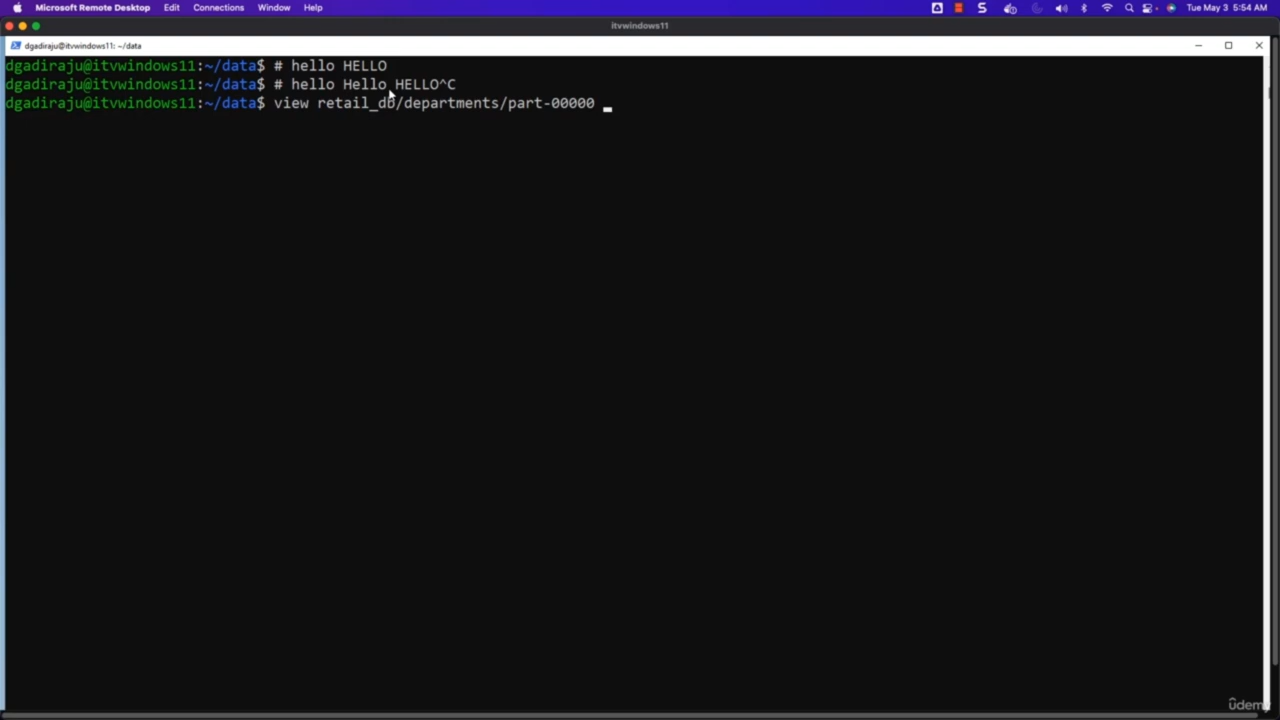 Microsoft Remote Desktop Edit Connections Window Help Tue May 3 5:54 AM
itvwindows11
dgadiraju@itvwindows11: ~/data
dgadiraju@itvwindows11:~/data$ # hello HELLO
dgadiraju@itvwindows11:~/data$ # hello Hello HELLO^C
dgadiraju@itvwindows11:~/data$ view retail_db/departments/part-00000
ûdemy